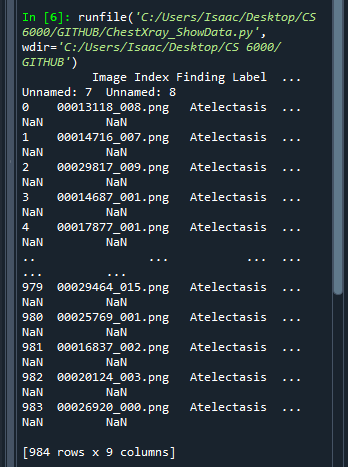 In [6]: runfile('C:/Users/Isaac/Desktop/CS
6000/GITHUB/ChestXray_ShowData.py',
wdir='C:/Users/Isaac/Desktop/CS 6000/
GITHUB')
Image Index Finding Label ...
Unnamed: 7 Unnamed: 8
0 00013118_008.png Atelectasis ...
NaN NaN
1 00014716_007.png Atelectasis ...
NaN NaN
2 00029817_009.png Atelectasis ...
NaN NaN
3 00014687_001.png Atelectasis ...
NaN NaN
4 00017877_001.png Atelectasis ...
NaN NaN
.. ... ... ...
... ...
979 00029464_015.png Atelectasis ...
NaN NaN
980 00025769_001.png Atelectasis ...
NaN NaN
981 00016837_002.png Atelectasis ...
NaN NaN
982 00020124_003.png Atelectasis ...
NaN NaN
983 00026920_000.png Atelectasis ...
NaN NaN
[984 rows x 9 columns]